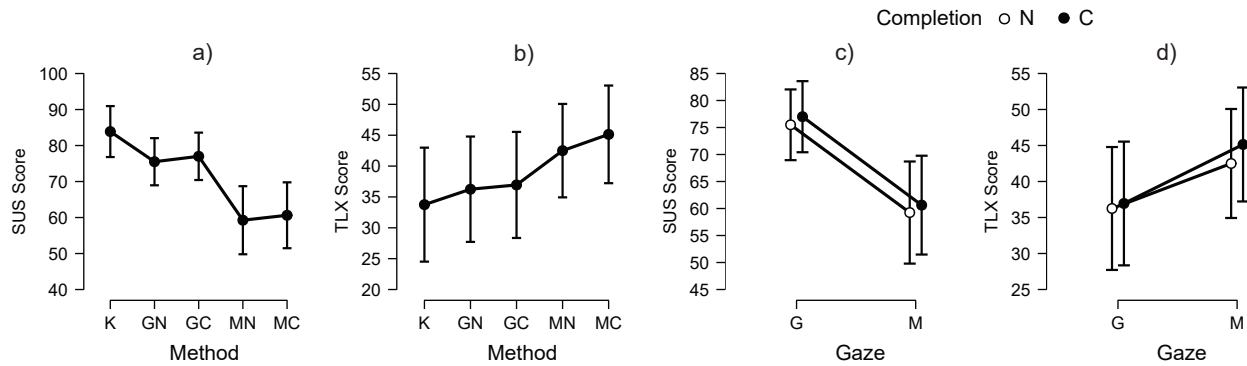 Completion N C
a)
SUS Score
100
90
80
70
60
50
40
K GN GC MN MC
Method
b)
TLX Score
55
50
45
40
35
30
25
20
K GN GC MN MC
Method
c)
SUS Score
85
80
75
70
65
60
55
50
45
G M
Gaze
d)
TLX Score
55
50
45
40
35
30
25
G M
Gaze